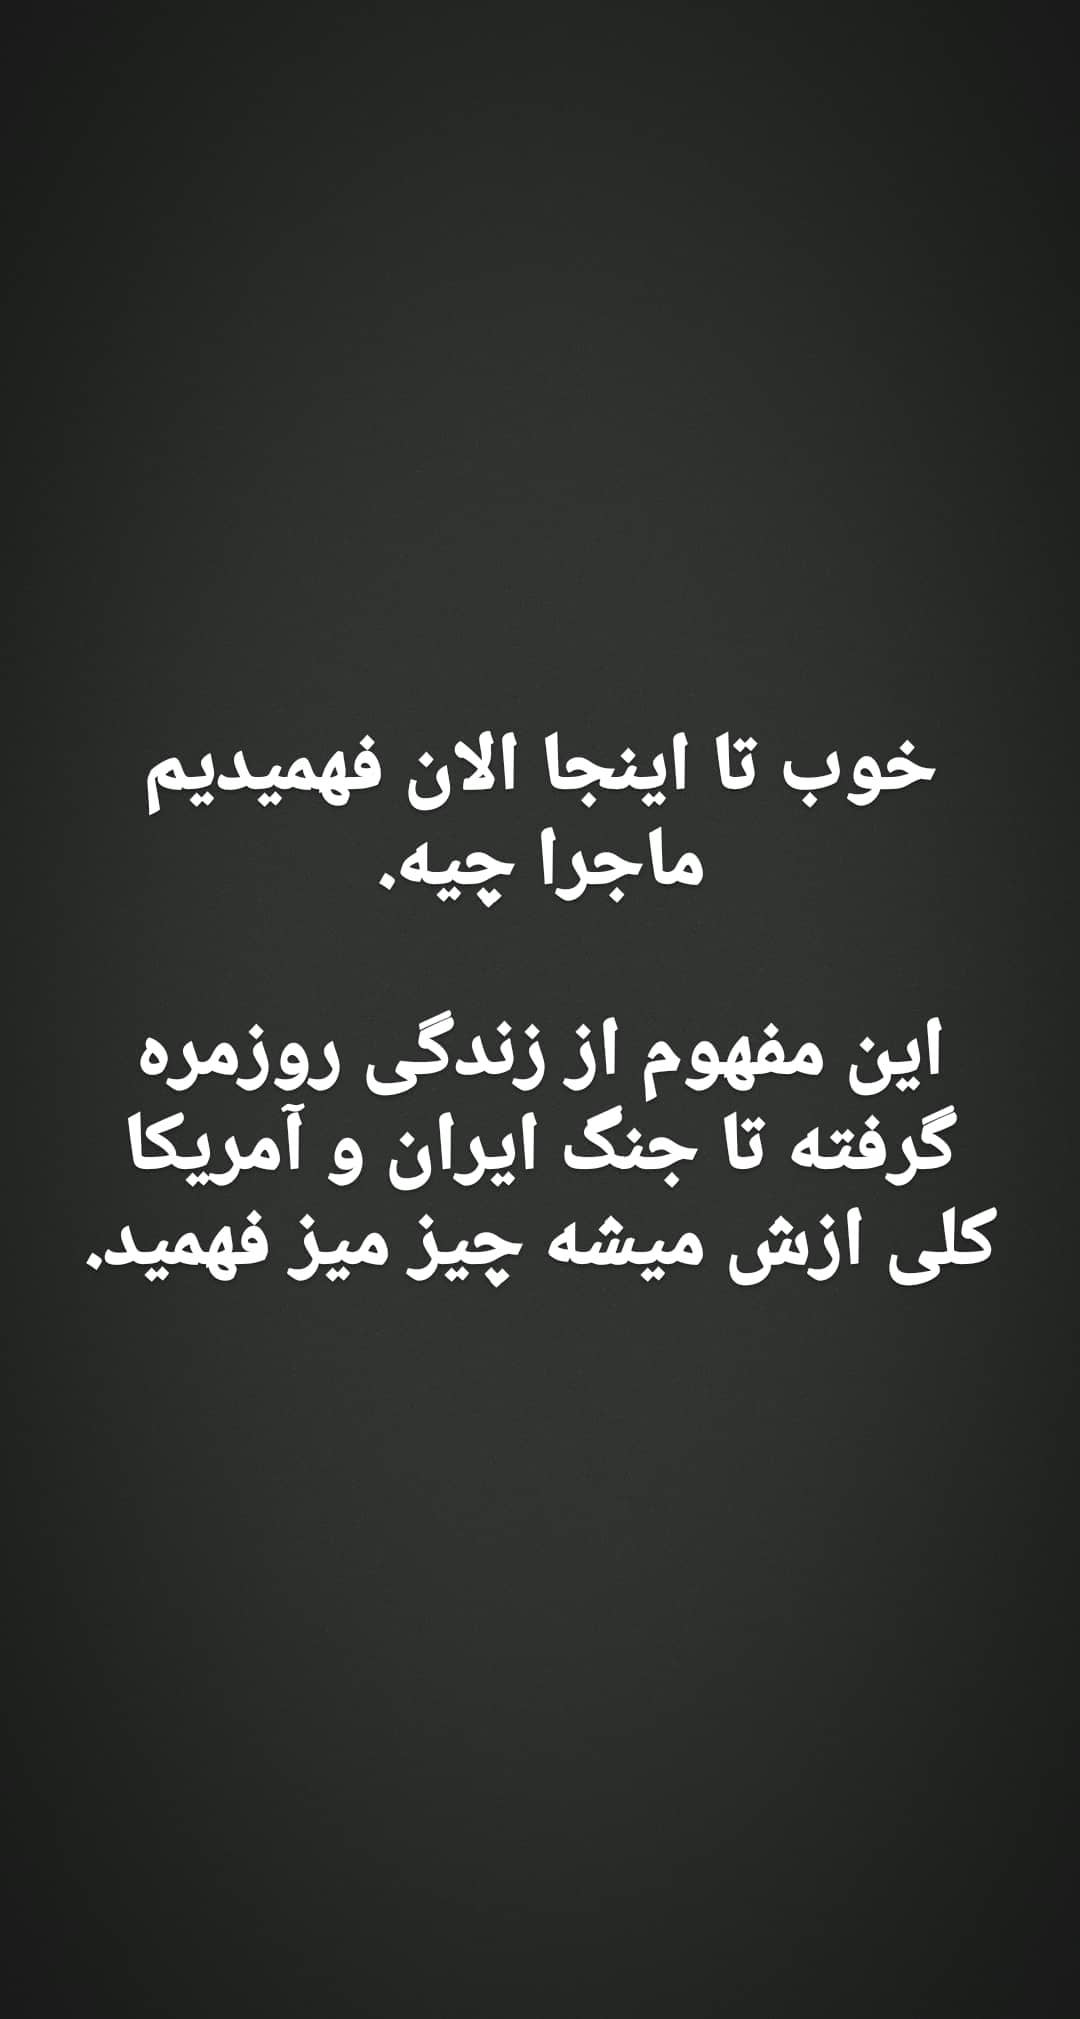 خوب تا اینجا الان فهمیدیم
ماجرا چیه.
این مفهوم از زندگی روزمره
گرفته تا جنگ ایران و آمریکا
کلی ازش میشه چیز میز فهمید.